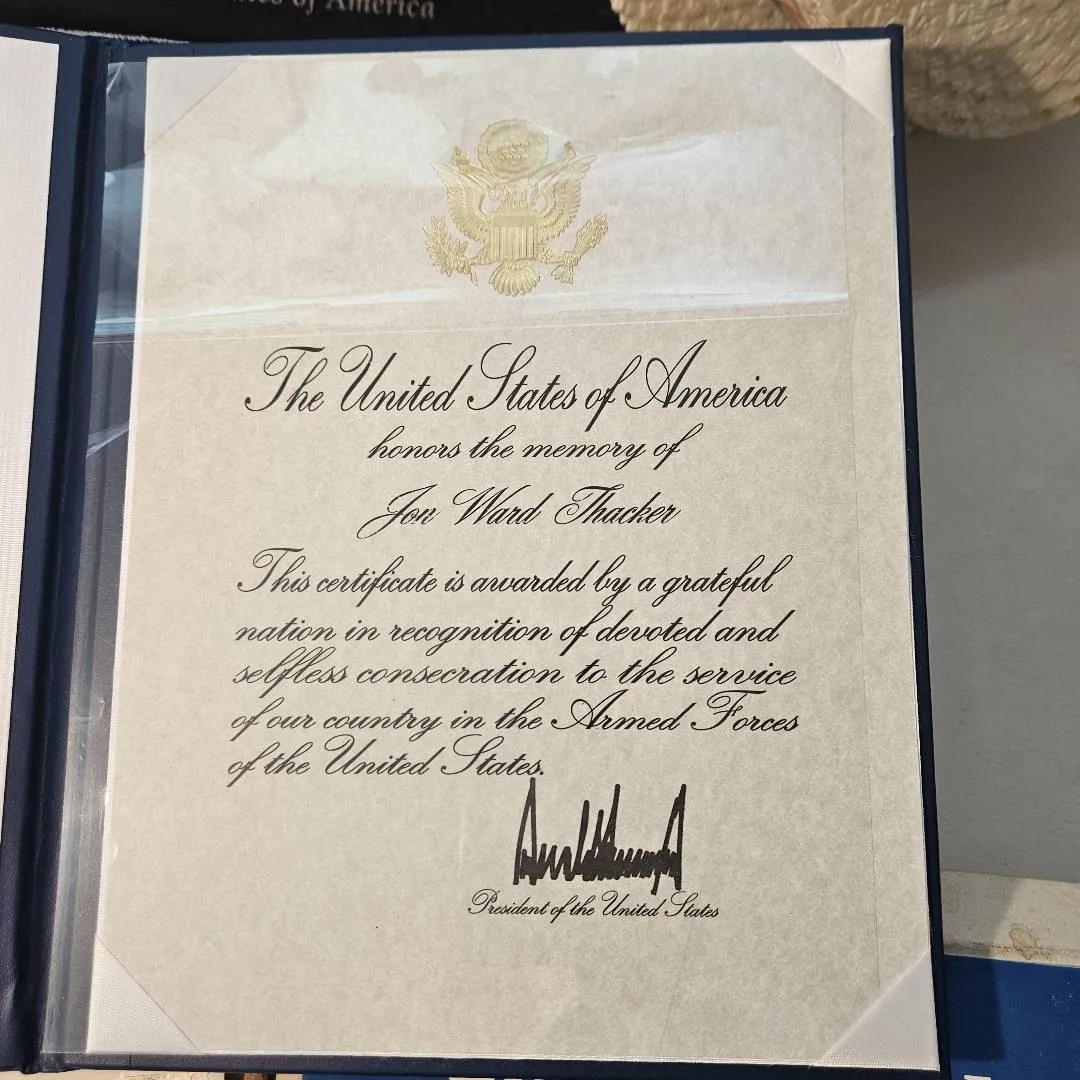 of America
The United States of America
honors the memory of
Jon Ward Thacker
This certificate is awarded by a grateful
nation in recognition of devoted and
selfless consecration to the service
of our country in the Armed Forces
of the United States.
President of the United States